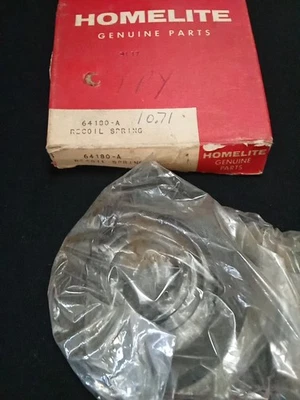 HOMELITE
GENUINE PARTS
64180-A
RECOIL SPRING
10.71
64180-A
RECOIL SPRING
HOMELITE
GENUINE
PARTS